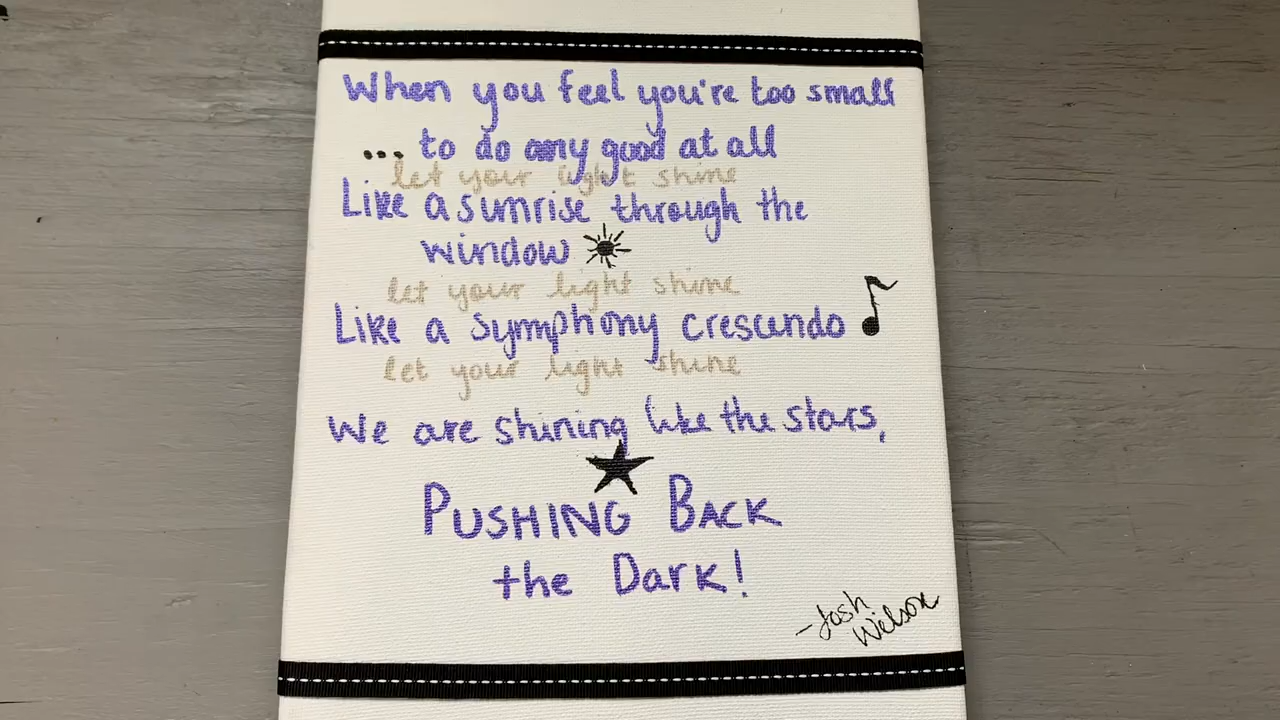 When you feel you're too small
... to do any good at all
let your light shine
Like a sunrise through the
window
let your light shine
Like a symphony crescendo
let your light shine
We are shining like the stars,
PUSHING BACK
the Dark!
-Josh
Wilson